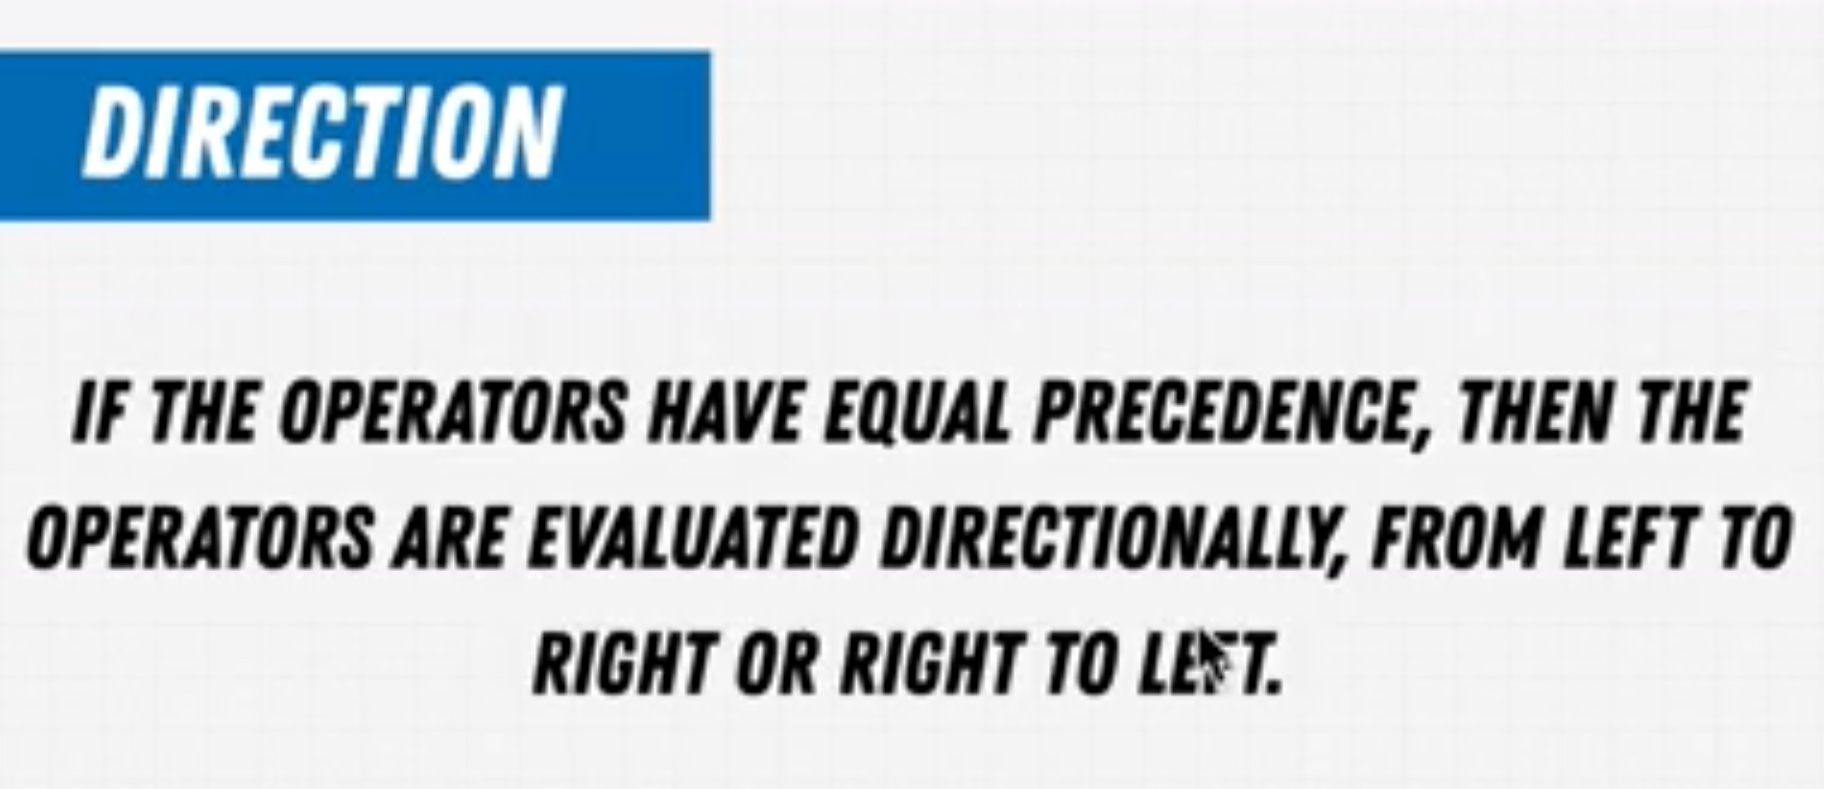 DIRECTION
IF THE OPERATORS HAVE EQUAL PRECEDENCE, THEN THE
OPERATORS ARE EVALUATED DIRECTIONALLY, FROM LEFT TO
RIGHT OR RIGHT TO LEFT.